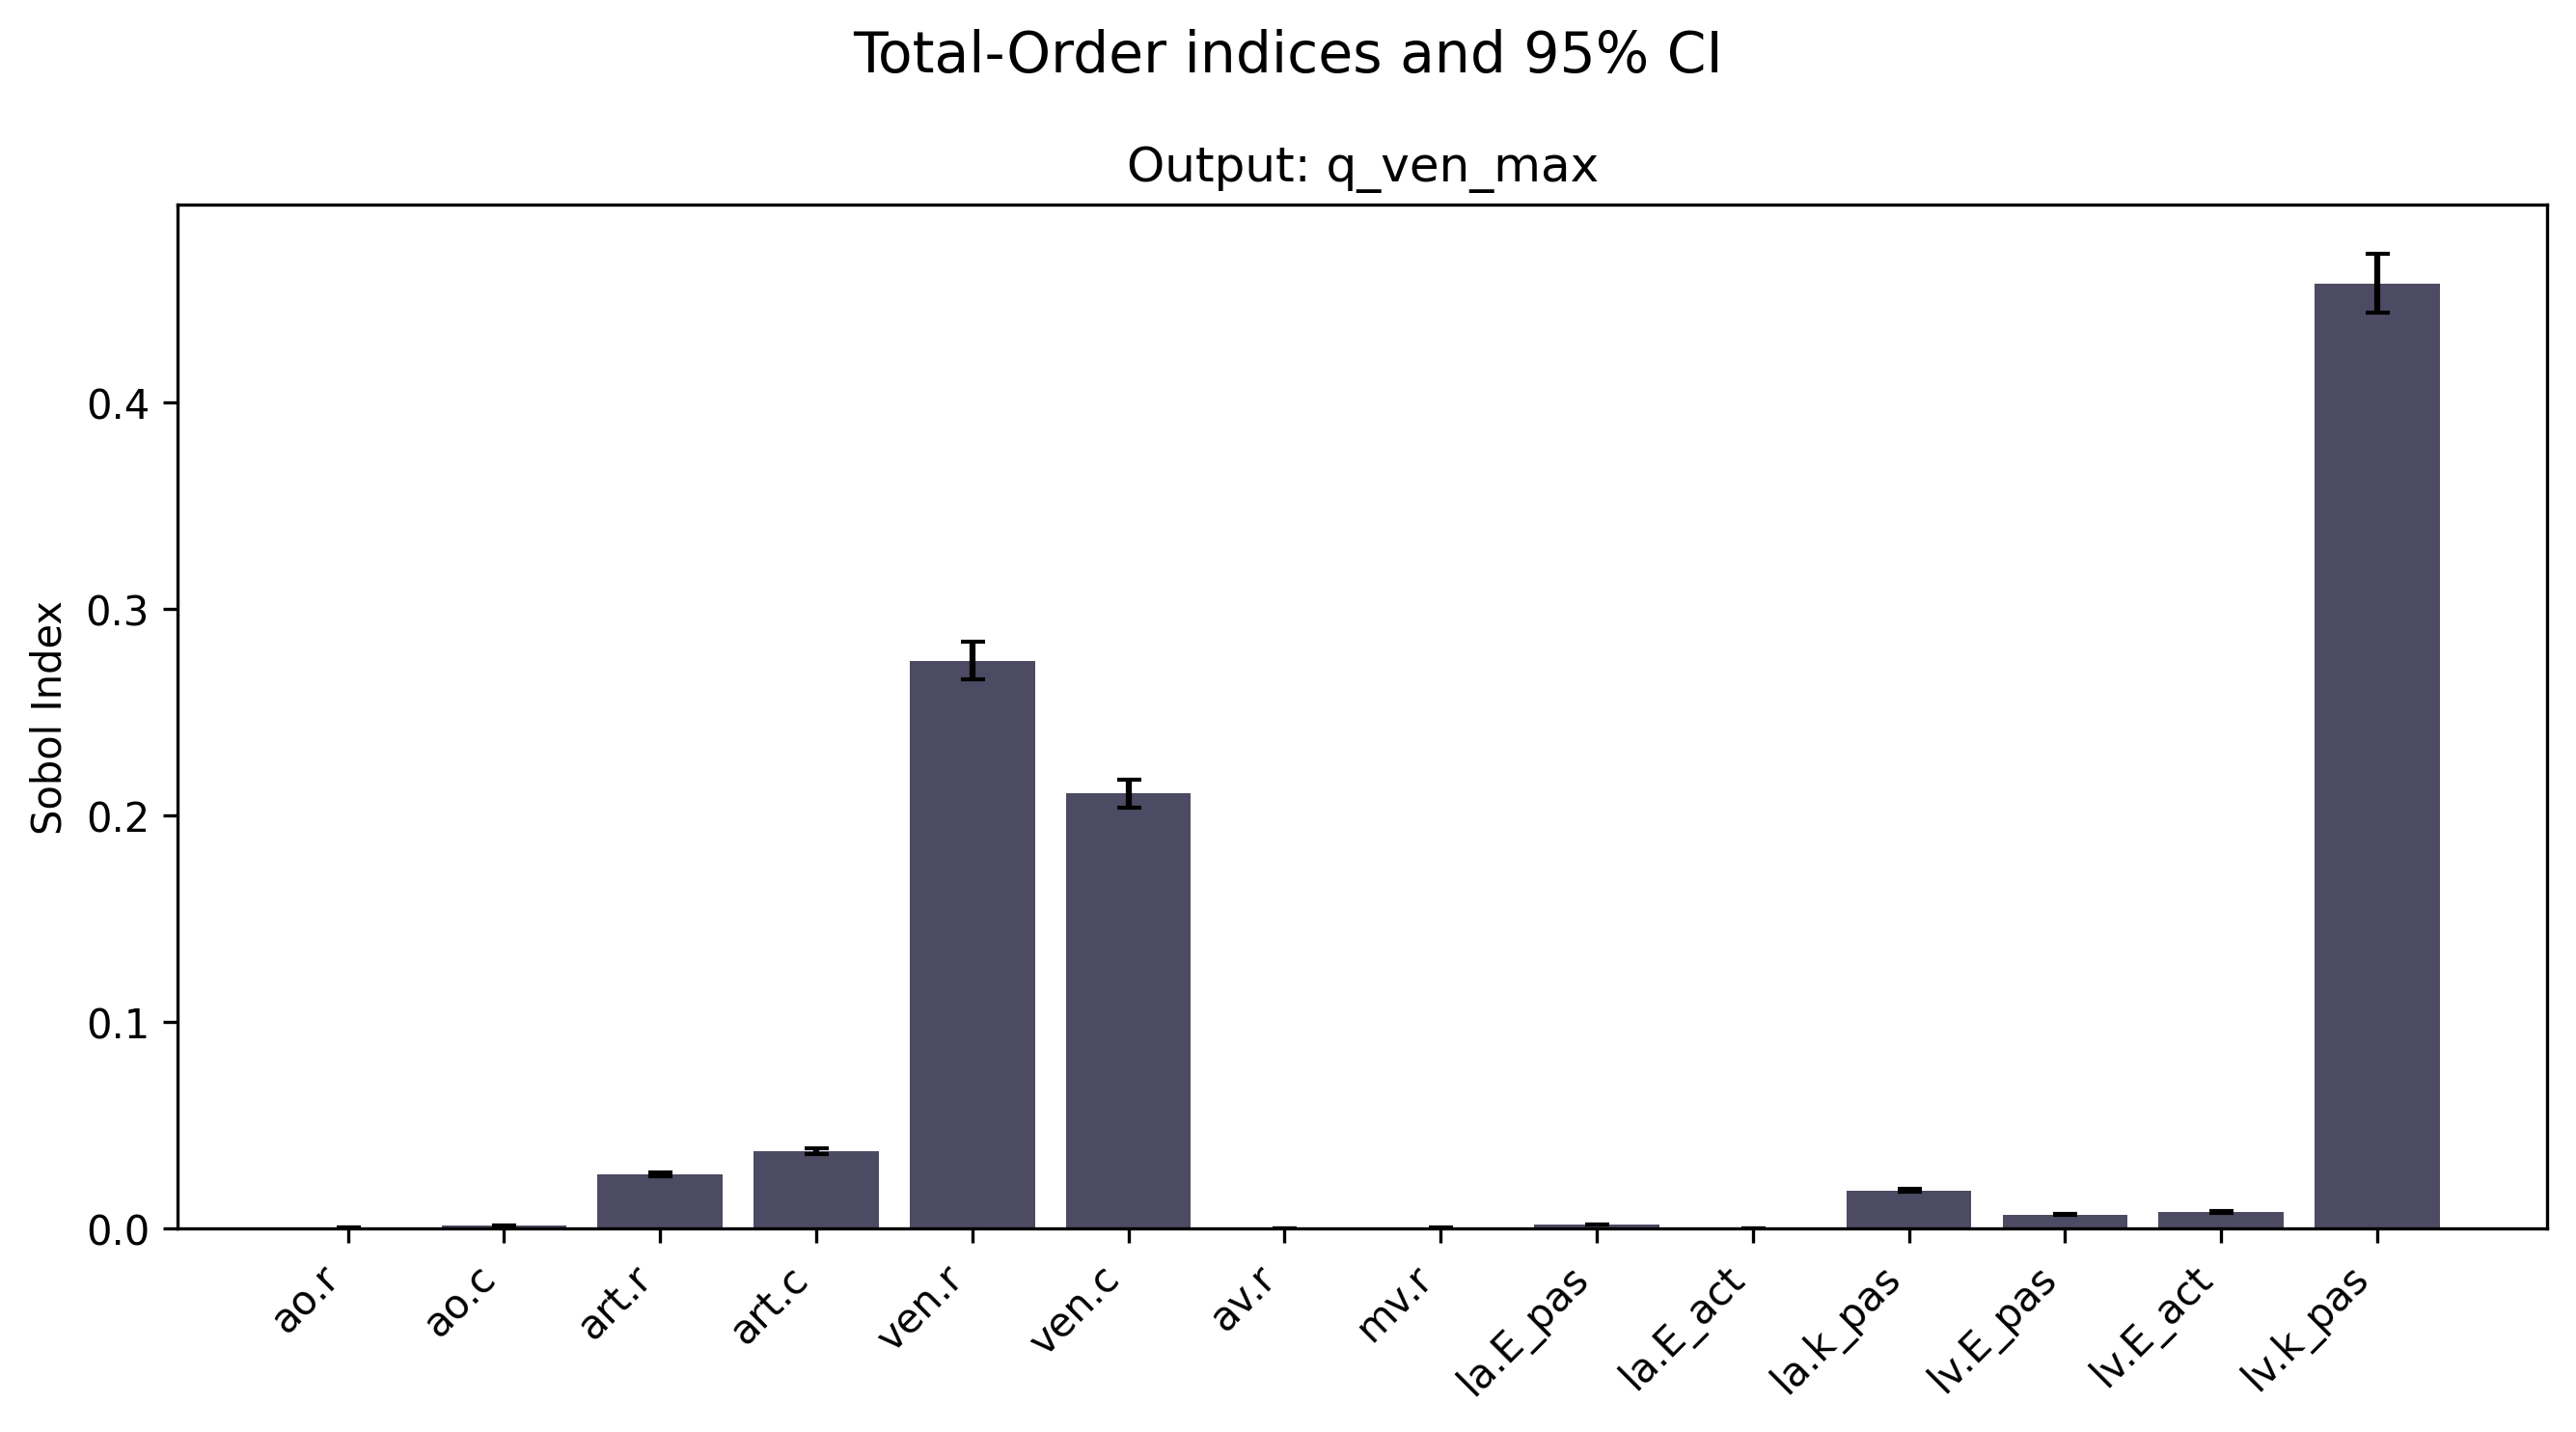 Total-Order indices and 95% CI
Output: q_ven_max
Sobol Index
0.4
0.3
0.2
0.1
0.0
ao.r
ao.c
art.r
art.c
ven.r
ven.c
av.r
mv.r
la.E_pas
la.E_act
la.k_pas
lv.E_pas
lv.E_act
lv.k_pas